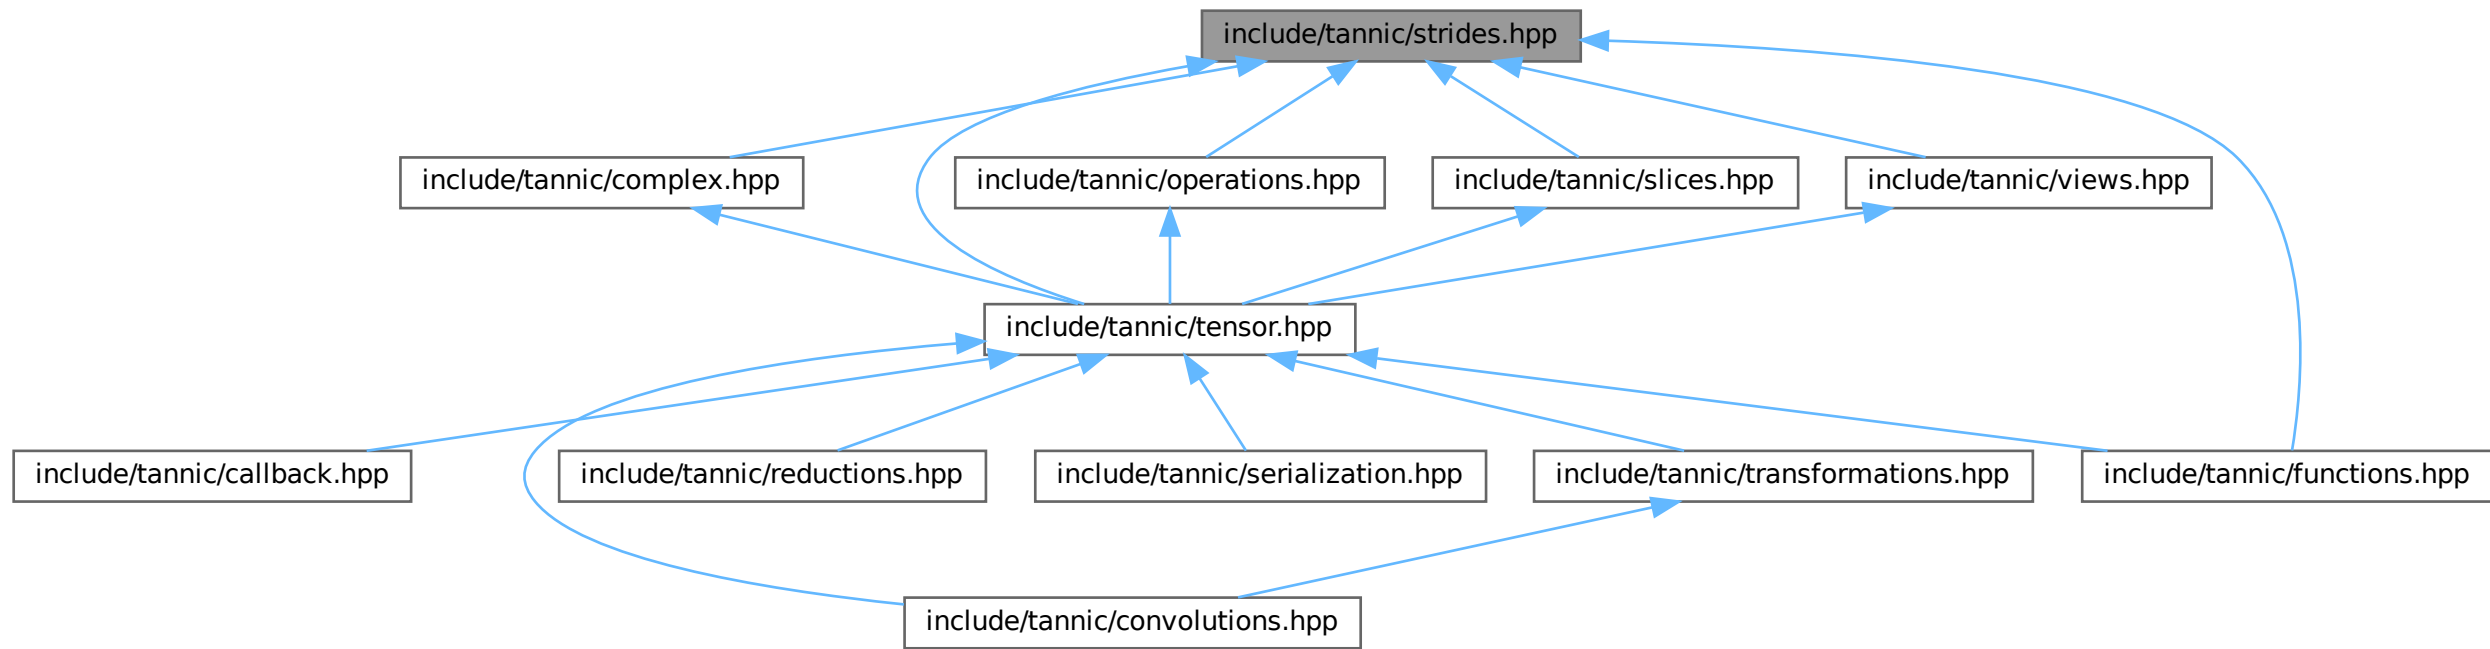 include/tannic/strides.hpp
include/tannic/complex.hpp
include/tannic/operations.hpp
include/tannic/slices.hpp
include/tannic/views.hpp
include/tannic/tensor.hpp
include/tannic/callback.hpp
include/tannic/reductions.hpp
include/tannic/serialization.hpp
include/tannic/transformations.hpp
include/tannic/functions.hpp
include/tannic/convolutions.hpp